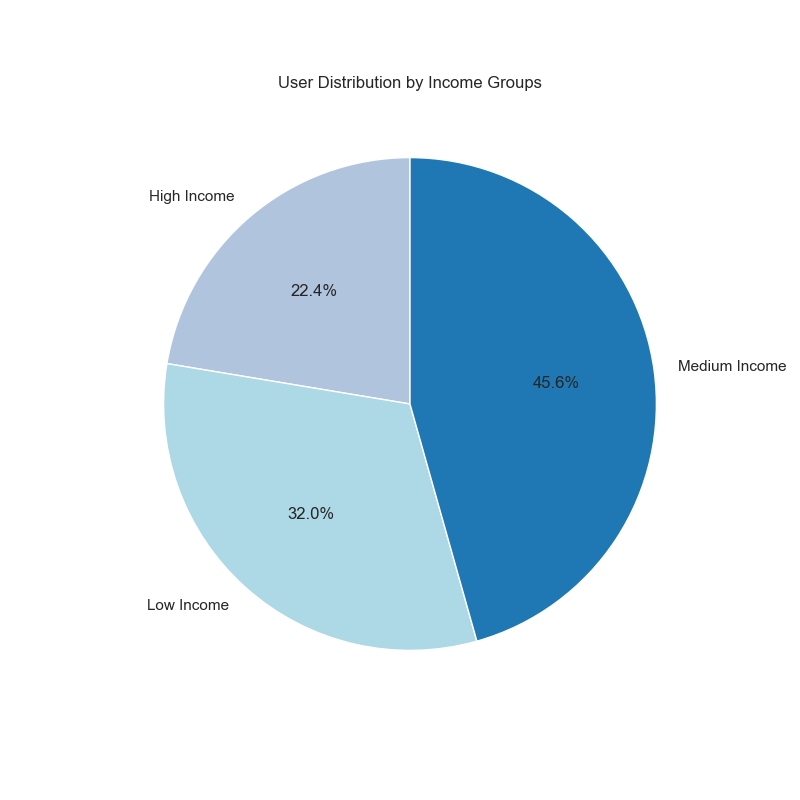 User Distribution by Income Groups
High Income
22.4%
Medium Income
45.6%
32.0%
Low Income